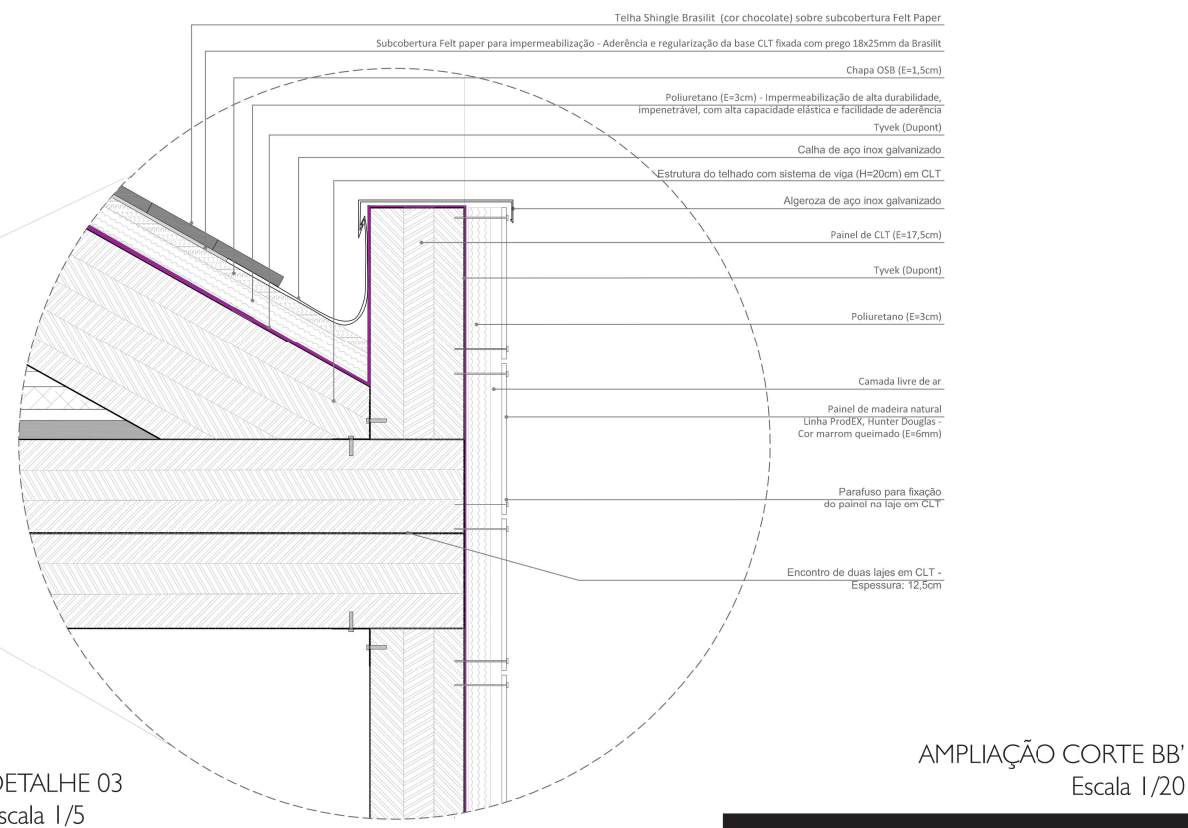 Telha Shingle Brasilit (cor chocolate) sobre subcobertura Felt Paper
Subcobertura Felt paper para impermeabilização - Aderência e regularização da base CLT fixada com prego 18x25mm da Brasilit
Chapa OSB (E=1,5cm)
Poliuretano (E=3cm) - Impermeabilização de alta durabilidade,
impenetrável, com alta capacidade elástica e facilidade de aderência
Tyvek (Dupont)
Calha de aço inox galvanizado
Estrutura do telhado com sistema de viga (H=20cm) em CLT
Algeroza de aço inox galvanizado
Painel de CLT (E=17,5cm)
Tyvek (Dupont)
Poliuretano (E=3cm)
Camada livre de ar
Painel de madeira natural
Linha ProdEX, Hunter Douglas -
Cor marrom queimado (E=6mm)
Parafuso para fixação
do painel na laje em CLT
Encontro de duas lajes em CLT -
Espessura: 12,5cm
DETALHE 03
Escala 1/5
AMPLIAÇÃO CORTE BB'
Escala 1/20